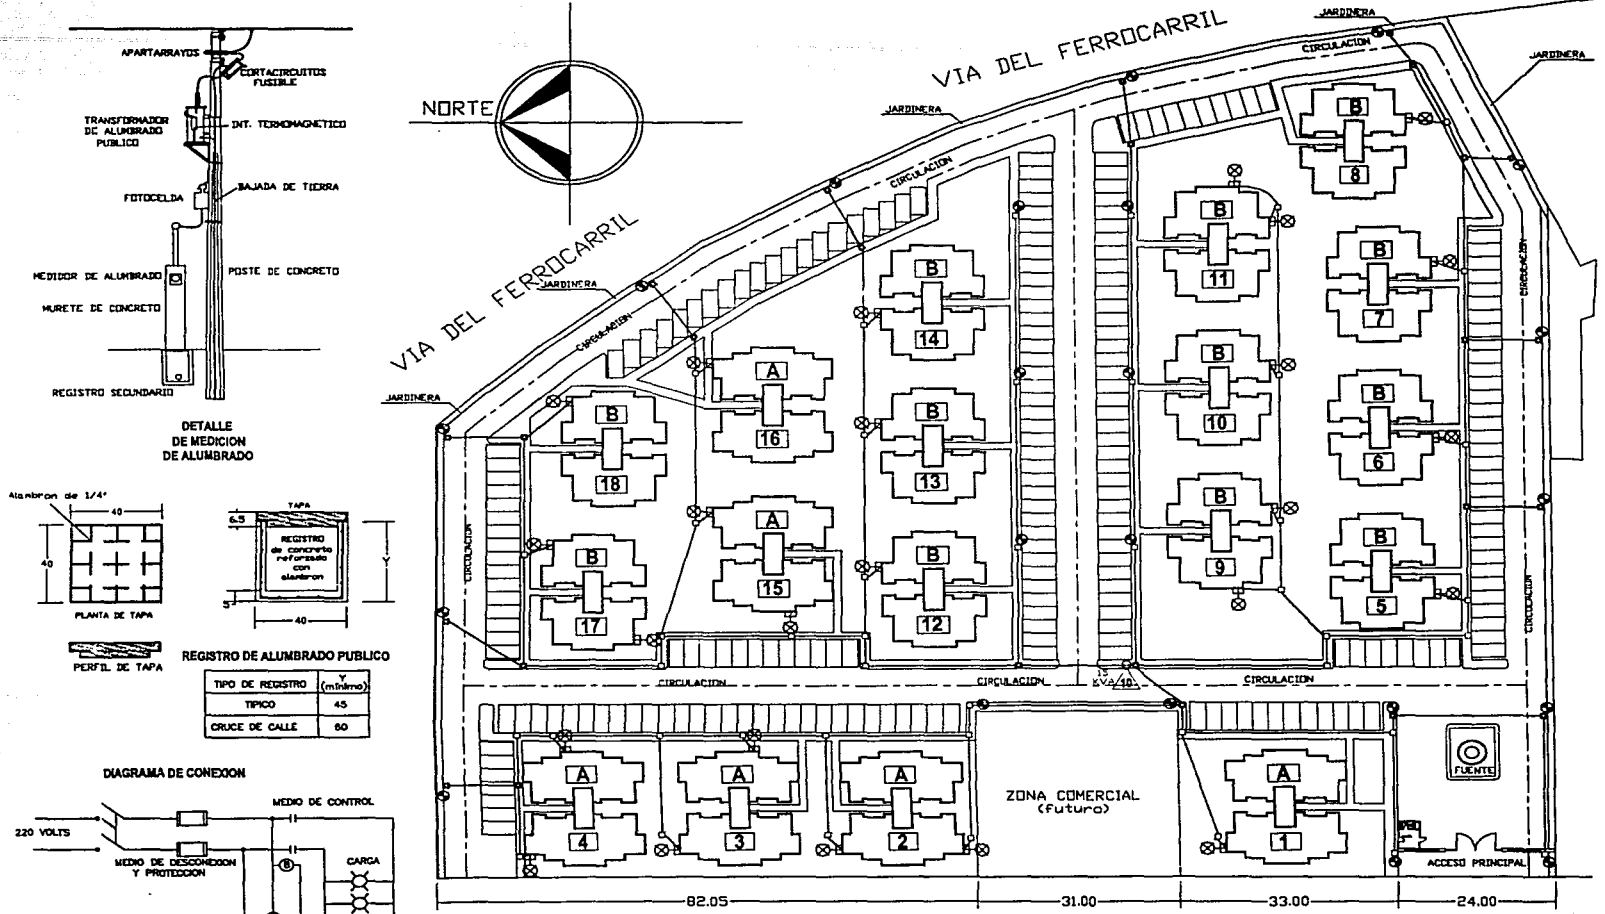 APARTARRAYOS
CORTACIRCUITOS
FUSIBLE
TRANSFORMADOR
DE ALUMBRADO
PUBLICO
INT. TERMOMAGNETICO
FOTOCELDA
BAJADA DE TIERRA
MEDIDOR DE ALUMBRADO
POSTE DE CONCRETO
MURETE DE CONCRETO
REGISTRO SECUNDARIO
DETALLE
DE MEDICION
DE ALUMBRADO
Alambron de 1/4"
40
40
PLANTA DE TAPA
PERFIL DE TAPA
TAPA
6.5
REGISTRO
de concreto
reforzado
con
alambron
Y
5
40
REGISTRO DE ALUMBRADO PUBLICO
TIPO DE REGISTRO Y (minimo)
TIPICO 45
CRUCE DE CALLE 60
DIAGRAMA DE CONEXION
220 VOLTS
MEDIO DE CONTROL
MEDIO DE DESCONEXION
Y PROTECCION
B
CARGA
NORTE
VIA DEL FERROCARRIL
VIA DEL FERROCARRIL
JARDINERA
JARDINERA
JARDINERA
JARDINERA
JARDINERA
CIRCULACION
CIRCULACION
CIRCULACION
CIRCULACION
CIRCULACION
CIRCULACION
CIRCULACION
CIRCULACION
CIRCULACION
B
8
B
11
B
7
B
14
B
10
B
6
A
16
B
18
B
13
B
9
B
5
A
15
B
17
B
12
15
KVA 10
A
4
A
3
A
2
A
1
ZONA COMERCIAL
(futuro)
FUENTE
ACCESO PRINCIPAL
82.05
31.00
33.00
24.00